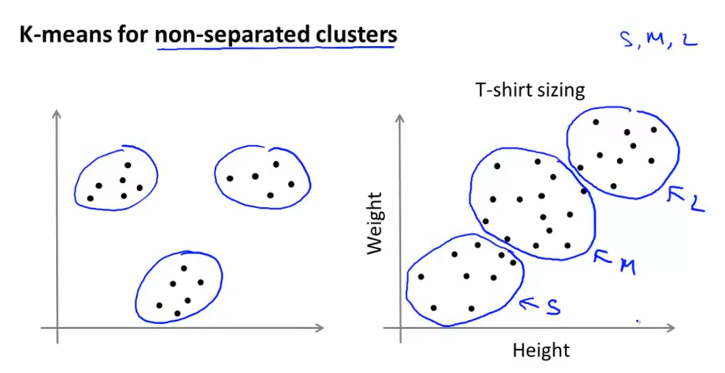 K-means for non-separated clusters
S, M, L
T-shirt sizing
Weight
L
M
S
Height